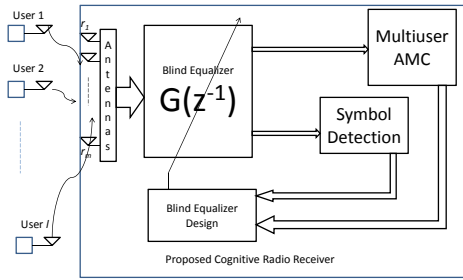 User 1
r1
Antennas
Blind Equalizer
G(z-1)
Multiuser
AMC
User 2
Symbol
Detection
rm
Blind Equalizer
Design
User l
Proposed Cognitive Radio Receiver